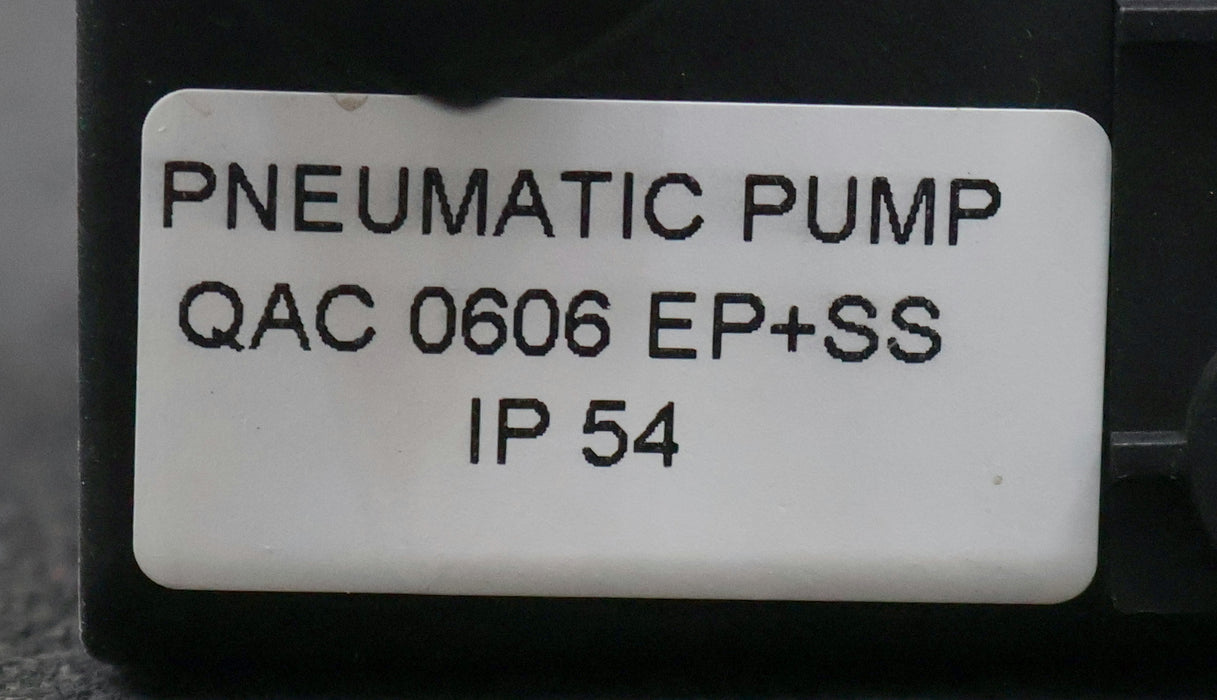 PNEUMATIC PUMP
QAC 0606 EP+SS
IP 54